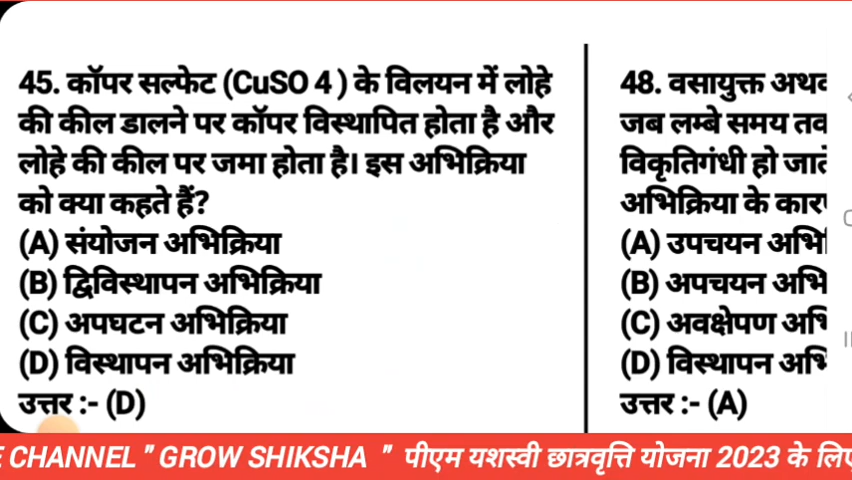 45. कॉपर सल्फेट (CuSO 4 ) के विलयन में लोहे
की कील डालने पर कॉपर विस्थापित होता है और
लोहे की कील पर जमा होता है। इस अभिक्रिया
को क्या कहते हैं?
(A) संयोजन अभिक्रिया
(B) द्विविस्थापन अभिक्रिया
(C) अपघटन अभिक्रिया
(D) विस्थापन अभिक्रिया
उत्तर :- (D)
48. वसायुक्त
जब लम्बे समय
विकृतिगंधी हो
अभिक्रिया के
(A) उपचयन
(B) अपचयन
(C) अवक्षेपण
(D) विस्थापन
उत्तर :- (A)
CHANNEL " GROW SHIKSHA " पीएम यशस्वी छात्रवृत्ति योजना 2023 के